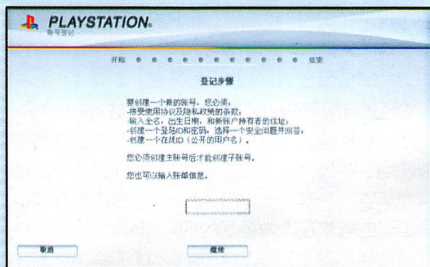 PLAYSTATION®
账号登记
开始
结束
登记步骤
要创建一个新的账号，您必须：
-接受使用协议及隐私政策的条款；
-输入全名，出生日期，和新账户持有者的住址；
-创建一个登陆ID和密码，选择一个安全问题并回答；
-创建一个在线ID（公开的用户名）。
您必须创建主账号后才能创建子账号。
您也可以输入账单信息。
取消
继续